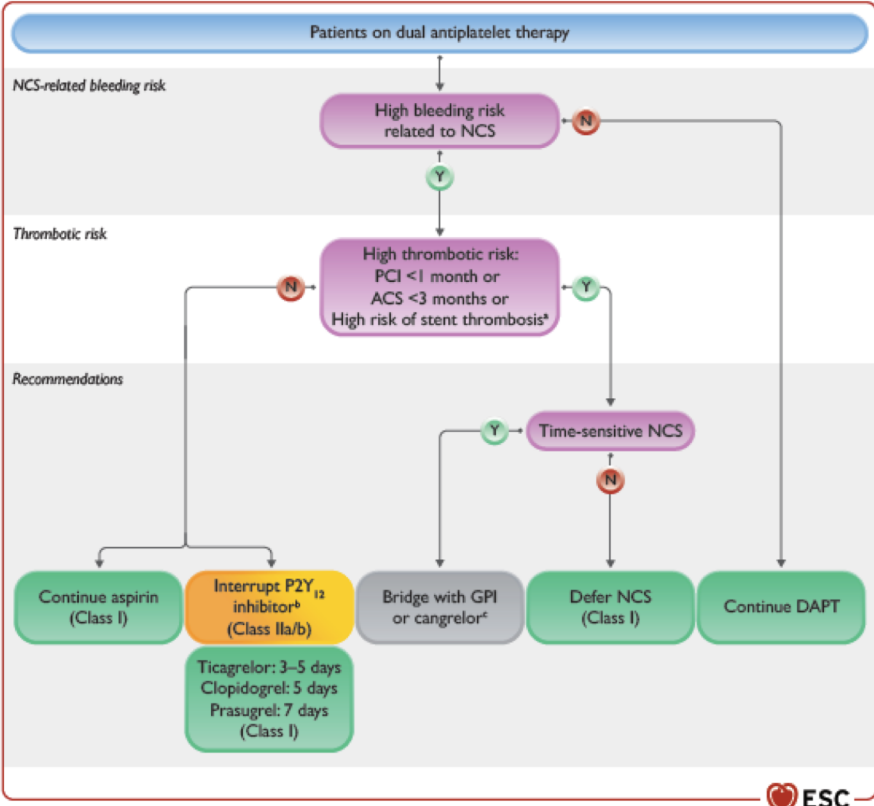 Patients on dual antiplatelet therapy
NCS-related bleeding risk
High bleeding risk
related to NCS
N
Y
Thrombotic risk
High thrombotic risk:
PCI <1 month or
ACS <3 months or
High risk of stent thrombosisᵃ
N
Y
Recommendations
Time-sensitive NCS
Y
N
Continue aspirin
(Class I)
Interrupt P2Y₁₂
inhibitorᵇ
(Class IIa/b)
Ticagrelor: 3–5 days
Clopidogrel: 5 days
Prasugrel: 7 days
(Class I)
Bridge with GPI
or cangrelorᶜ
Defer NCS
(Class I)
Continue DAPT
ESC